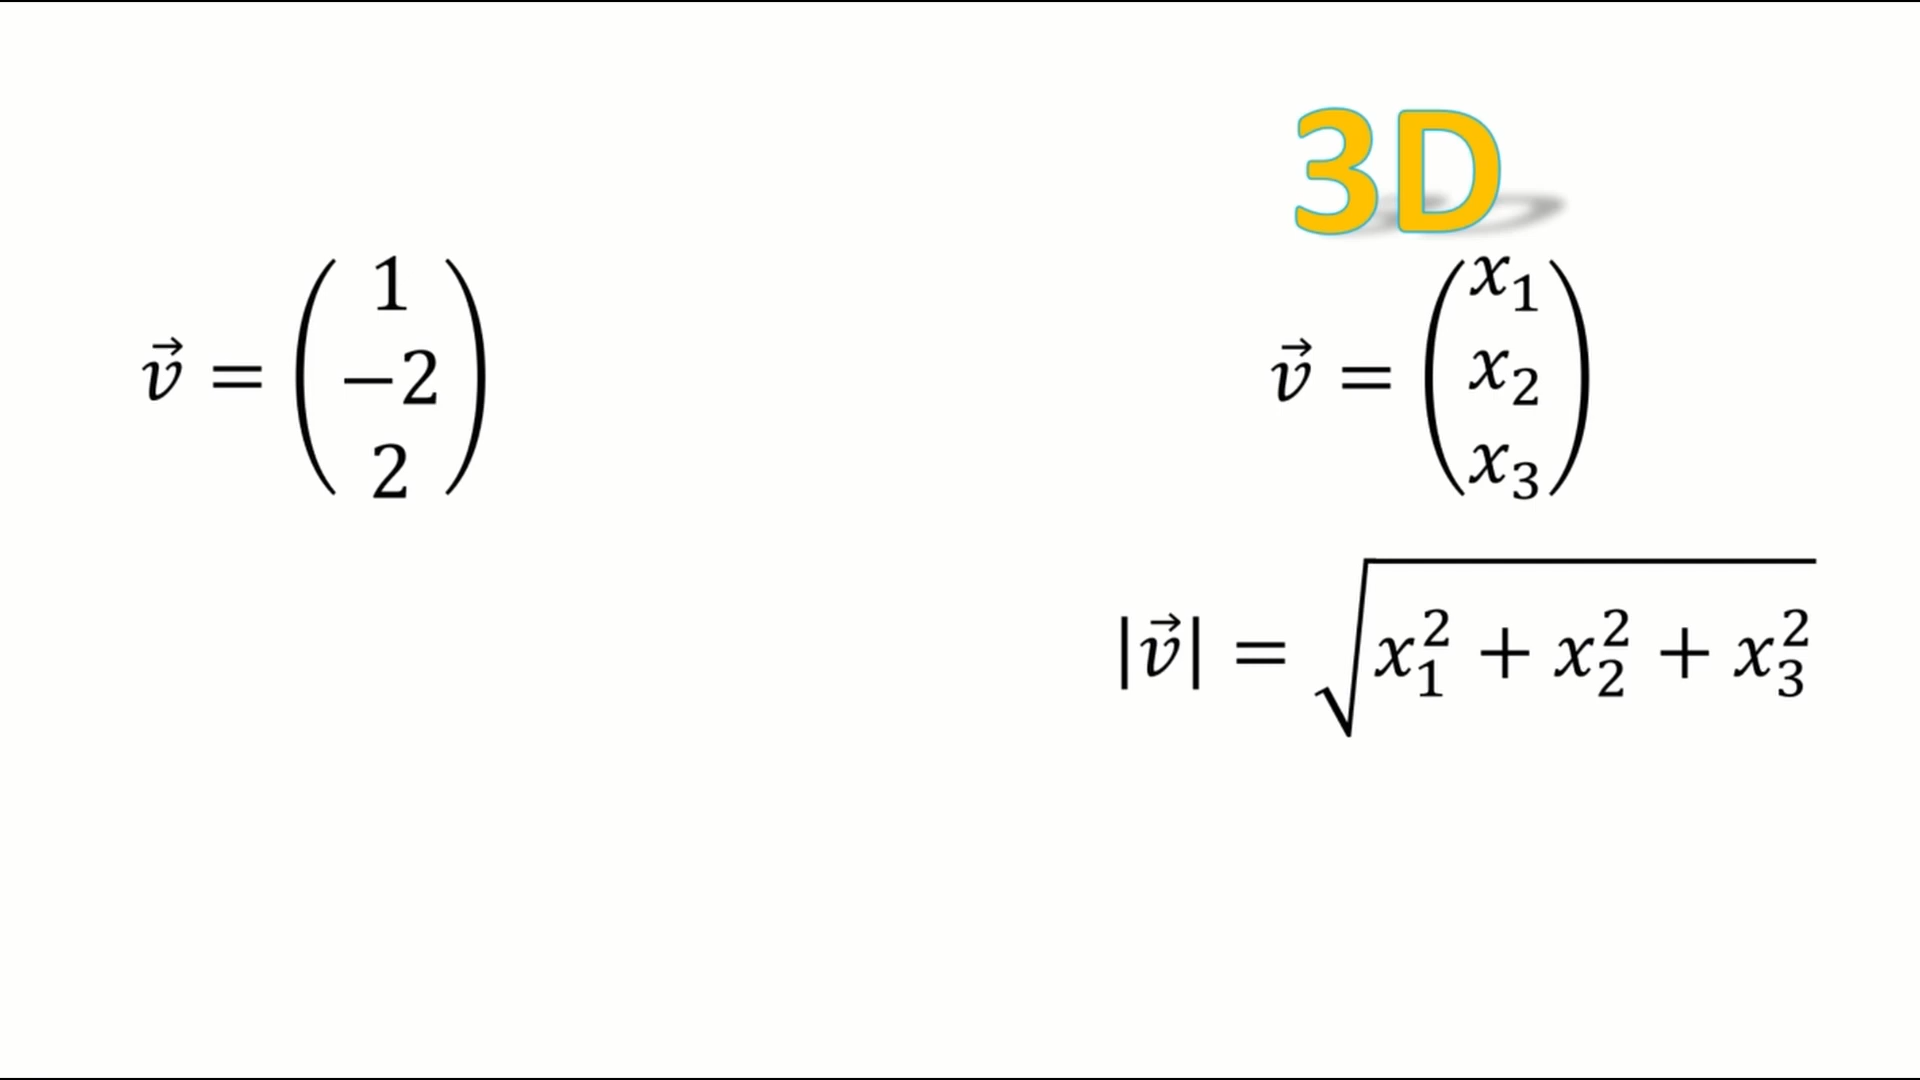 v⃗ = (1
−2
2)
3D
v⃗ = (x₁
x₂
x₃)
|v⃗| = √(x₁² + x₂² + x₃²)